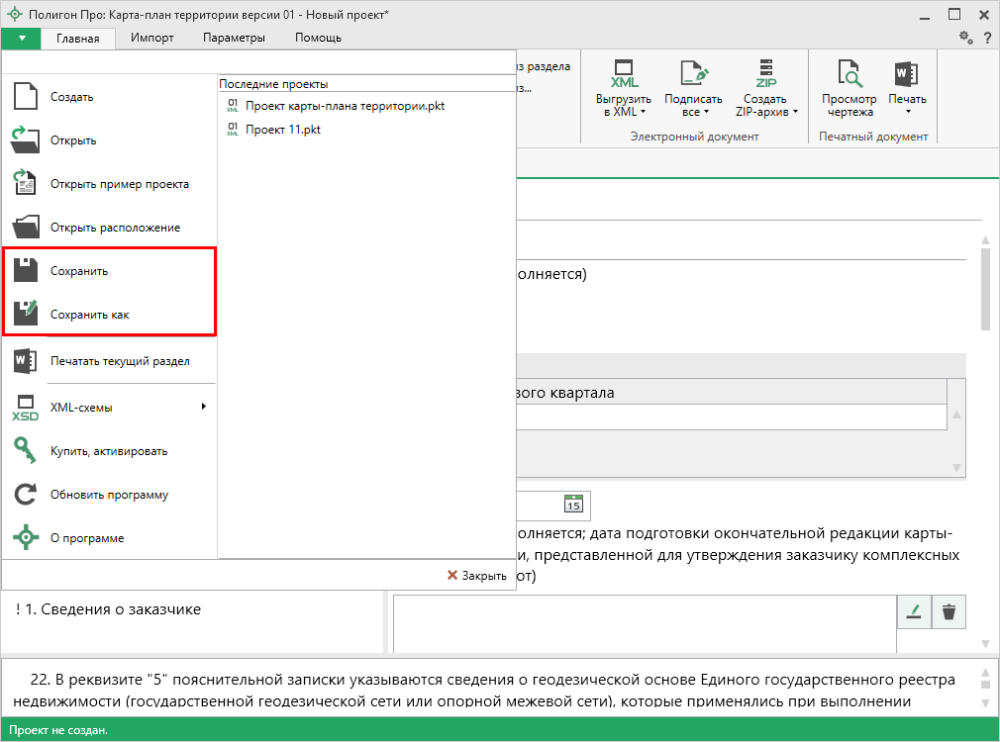 Полигон Про: Карта-план территории версии 01 - Новый проект*
Главная Импорт Параметры Помощь
?
Создать
Открыть
Открыть пример проекта
Открыть расположение
Сохранить
Сохранить как
W Печатать текущий раздел
XSD XML-схемы
Купить, активировать
Обновить программу
О программе
Последние проекты
01 XML Проект карты-плана территории.pkt
01 XML Проект 11.pkt
Закрыть
из раздела
из...
XML
Выгрузить
в XML
Подписать
все
ZIP
Создать
ZIP-архив
Электронный документ
Просмотр
чертежа
W
Печать
Печатный документ
олняется)
вого квартала
15
олняется; дата подготовки окончательной редакции карты-
и, представленной для утверждения заказчику комплексных
от)
! 1. Сведения о заказчике
22. В реквизите "5" пояснительной записки указываются сведения о геодезической основе Единого государственного реестра
недвижимости (государственной геодезической сети или опорной межевой сети), которые применялись при выполнении
Проект не создан.